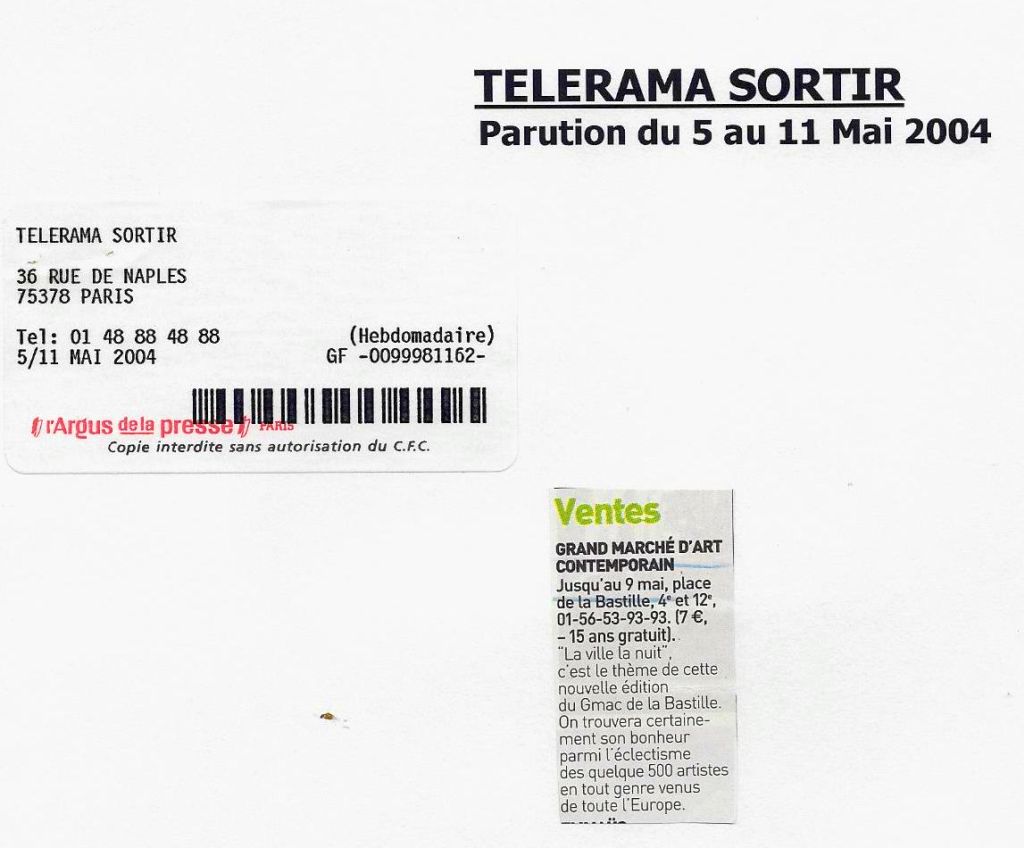 TELERAMA SORTIR
Parution du 5 au 11 Mai 2004
TELERAMA SORTIR
36 RUE DE NAPLES
75378 PARIS
Tel: 01 48 88 48 88 (Hebdomadaire)
5/11 MAI 2004 GF -0099981162-
l'Argus de la presse PARIS
Copie interdite sans autorisation du C.F.C.
Ventes
GRAND MARCHÉ D'ART
CONTEMPORAIN
Jusqu'au 9 mai, place
de la Bastille, 4e et 12e,
01-56-53-93-93. (7 €,
– 15 ans gratuit).
"La ville la nuit",
c'est le thème de cette
nouvelle édition
du Gmac de la Bastille.
On trouvera certaine-
ment son bonheur
parmi l'éclectisme
des quelque 500 artistes
en tout genre venus
de toute l'Europe.